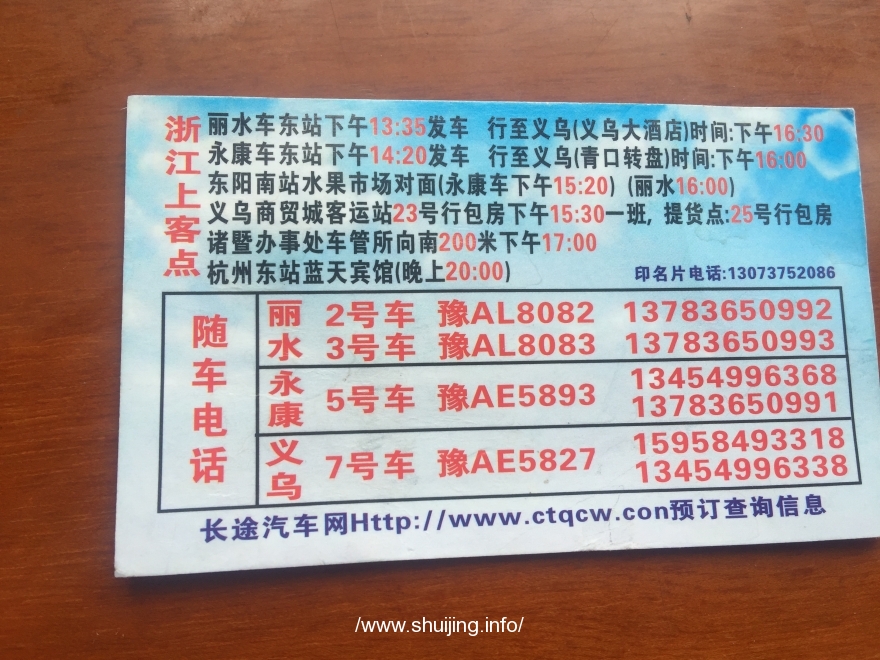 浙江上客点
丽水车东站下午13:35发车 行至义乌(义乌大酒店)时间:下午16:30
永康车东站下午14:20发车 行至义乌(青口转盘)时间:下午16:00
东阳南站水果市场对面(永康车下午15:20) (丽水16:00)
义乌商贸城客运站23号行包房下午15:30一班, 提货点:25号行包房
诸暨办事处车管所向南200米下午17:00
杭州东站蓝天宾馆(晚上20:00)
印名片电话:13073752086
随车电话
丽水
2号车 豫AL8082 13783650992
3号车 豫AL8083 13783650993
永康
5号车 豫AE5893
13454996368
13783650991
义乌
7号车 豫AE5827
15958493318
13454996338
长途汽车网Http://www.ctqcw.con预订查询信息
/www.shuijing.info/